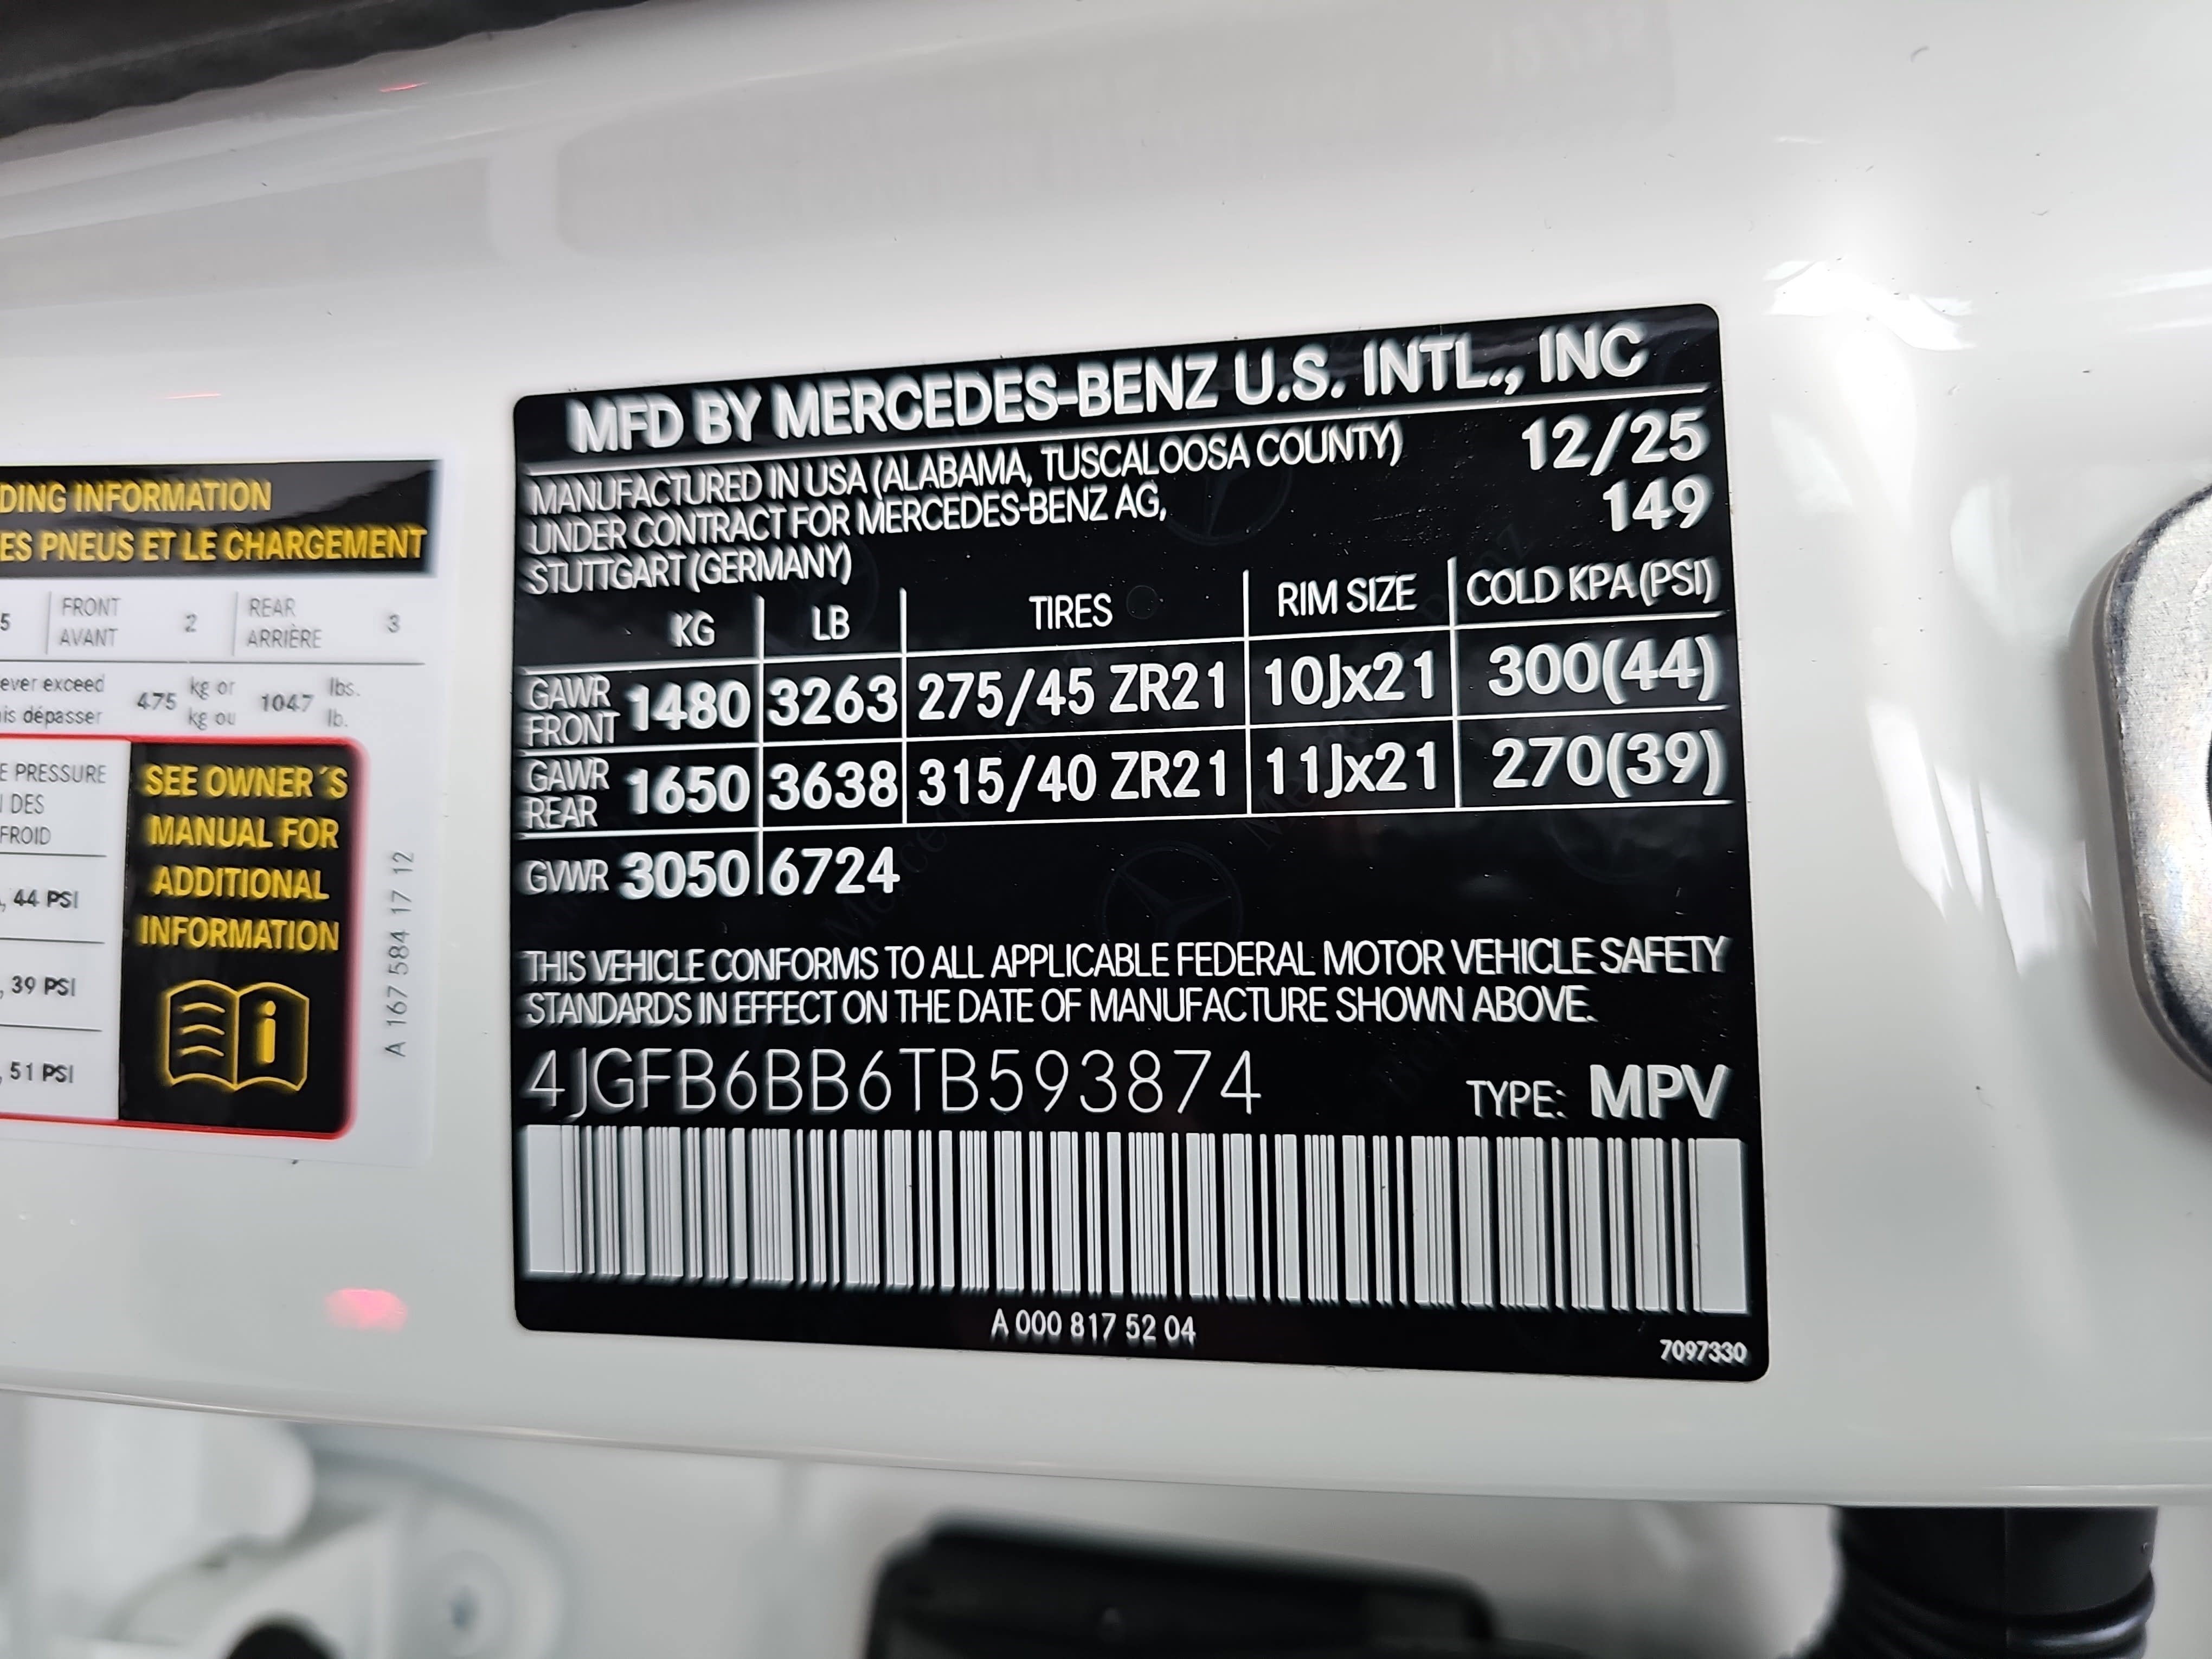 DING INFORMATION
ES PNEUS ET LE CHARGEMENT
5 FRONT AVANT 2 REAR ARRIÈRE 3
ever exceed 475 kg or 1047 lbs.
is dépasser kg ou lb.
E PRESSURE
DES
FROID
44 PSI
39 PSI
51 PSI
SEE OWNER´S
MANUAL FOR
ADDITIONAL
INFORMATION
i
A 167 584 17 12
MFD BY MERCEDES-BENZ U.S. INTL., INC
MANUFACTURED IN USA (ALABAMA, TUSCALOOSA COUNTY) 12/25
UNDER CONTRACT FOR MERCEDES-BENZ AG, 149
STUTTGART (GERMANY)
KG LB TIRES RIM SIZE COLD KPA (PSI)
GAWR FRONT 1480 3263 275/45 ZR21 10Jx21 300(44)
GAWR REAR 1650 3638 315/40 ZR21 11Jx21 270(39)
GVWR 3050 6724
THIS VEHICLE CONFORMS TO ALL APPLICABLE FEDERAL MOTOR VEHICLE SAFETY
STANDARDS IN EFFECT ON THE DATE OF MANUFACTURE SHOWN ABOVE.
4JGFB6BB6TB593874 TYPE: MPV
A 000 817 52 04
7097330